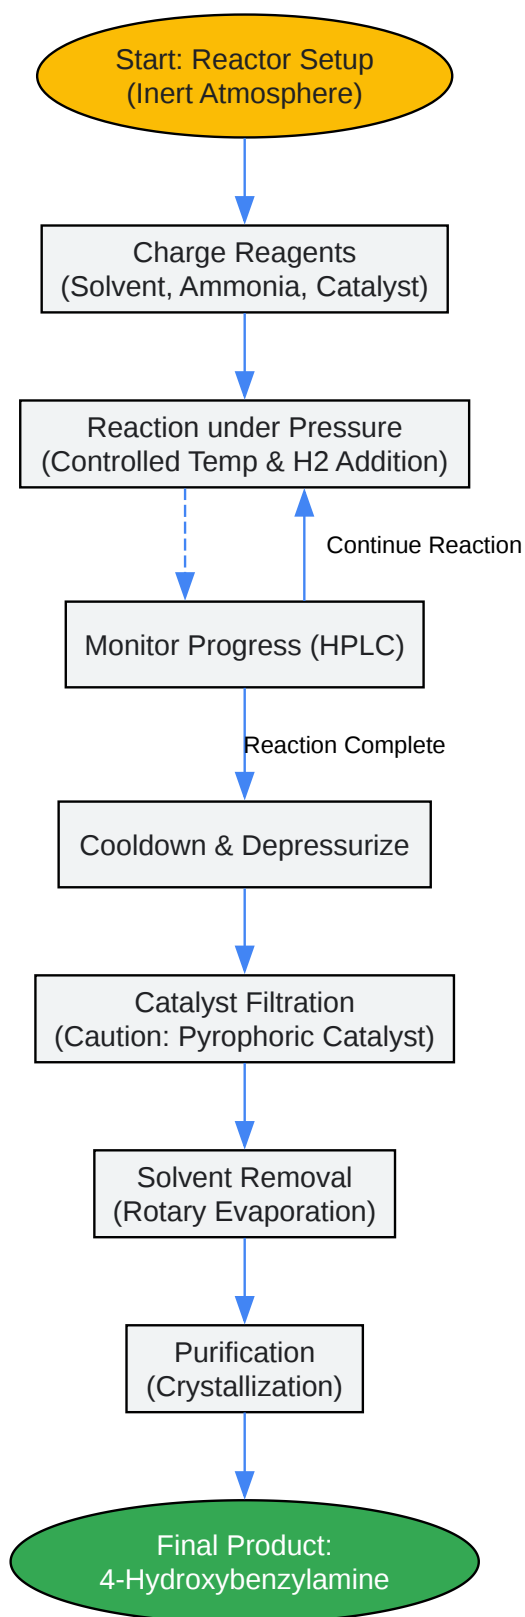 Start: Reactor Setup
(Inert Atmosphere)
Charge Reagents
(Solvent, Ammonia, Catalyst)
Reaction under Pressure
(Controlled Temp & H2 Addition)
Continue Reaction
Monitor Progress (HPLC)
Reaction Complete
Cooldown & Depressurize
Catalyst Filtration
(Caution: Pyrophoric Catalyst)
Solvent Removal
(Rotary Evaporation)
Purification
(Crystallization)
Final Product:
4-Hydroxybenzylamine